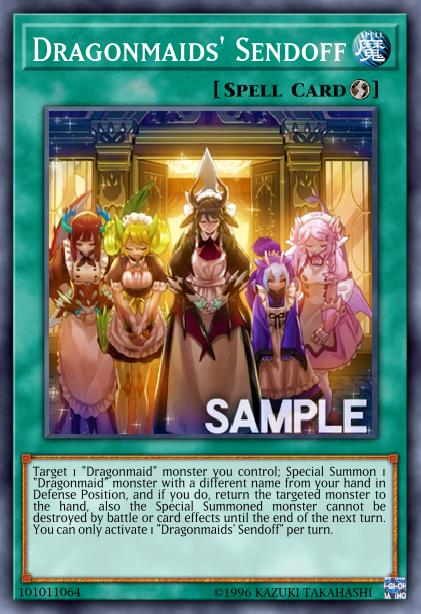 DRAGONMAIDS' SENDOFF
SPELL
魔
[SPELL CARD]
SAMPLE
Target 1 "Dragonmaid" monster you control; Special Summon 1
"Dragonmaid" monster with a different name from your hand in
Defense Position, and if you do, return the targeted monster to
the hand, also the Special Summoned monster cannot be
destroyed by battle or card effects until the end of the next turn.
You can only activate 1 "Dragonmaids' Sendoff" per turn.
101011064
©1996 KAZUKI TAKAHASHI